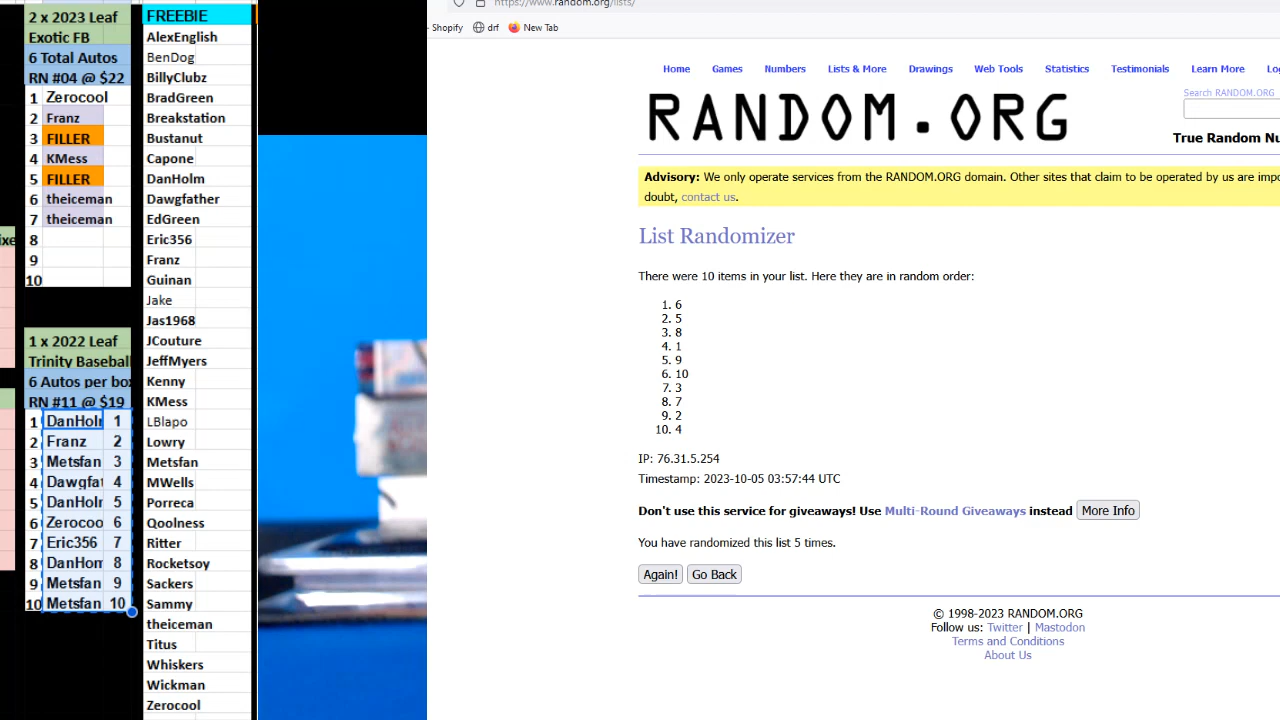 2 x 2023 Leaf
Exotic FB
6 Total Autos
RN #04 @ $22
1 Zerocool
2 Franz
3 FILLER
4 KMess
5 FILLER
6 theiceman
7 theiceman
8
9
10
1 x 2022 Leaf
Trinity Baseball
6 Autos per box
RN #11 @ $19
1 DanHolm 1
2 Franz 2
3 Metsfan 3
4 Dawgfat 4
5 DanHolm 5
6 Zerocoo 6
7 Eric356 7
8 DanHom 8
9 Metsfan 9
10 Metsfan 10
FREEBIE
AlexEnglish
BenDog
BillyClubz
BradGreen
Breakstation
Bustanut
Capone
DanHolm
Dawgfather
EdGreen
Eric356
Franz
Guinan
Jake
Jas1968
JCouture
JeffMyers
Kenny
KMess
LBlapo
Lowry
Metsfan
MWells
Porreca
Qoolness
Ritter
Rocketsoy
Sackers
Sammy
theiceman
Titus
Whiskers
Wickman
Zerocool
https://www.random.org/lists/
Shopify drf New Tab
Home Games Numbers Lists & More Drawings Web Tools Statistics Testimonials Learn More
Search RANDOM.ORG
RANDOM.ORG
True Random Nu
Advisory: We only operate services from the RANDOM.ORG domain. Other sites that claim to be operated by us are impo
doubt, contact us.
List Randomizer
There were 10 items in your list. Here they are in random order:
1. 6
2. 5
3. 8
4. 1
5. 9
6. 10
7. 3
8. 7
9. 2
10. 4
IP: 76.31.5.254
Timestamp: 2023-10-05 03:57:44 UTC
Don't use this service for giveaways! Use Multi-Round Giveaways instead More Info
You have randomized this list 5 times.
Again! Go Back
© 1998-2023 RANDOM.ORG
Follow us: Twitter | Mastodon
Terms and Conditions
About Us